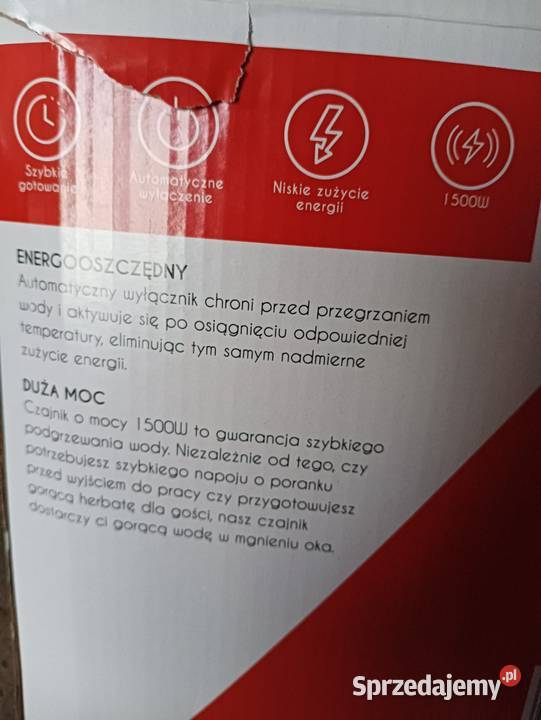 Szybkie
gotowanie
Automatyczne
wyłączenie
Niskie zużycie
energii
1500W
ENERGOOSZCZĘDNY
Automatyczny wyłącznik chroni przed przegrzaniem
wody i aktywuje się po osiągnięciu odpowiedniej
temperatury, eliminując tym samym nadmierne
zużycie energii.
DUŻA MOC
Czajnik o mocy 1500W to gwarancja szybkiego
podgrzewania wody. Niezależnie od tego, czy
potrzebujesz szybkiego napoju o poranku
przed wyjściem do pracy czy przygotowujesz
gorącą herbatę dla gości, nasz czajnik
dostarczy ci gorącą wodę w mgnieniu oka.
Sprzedajemy.pl